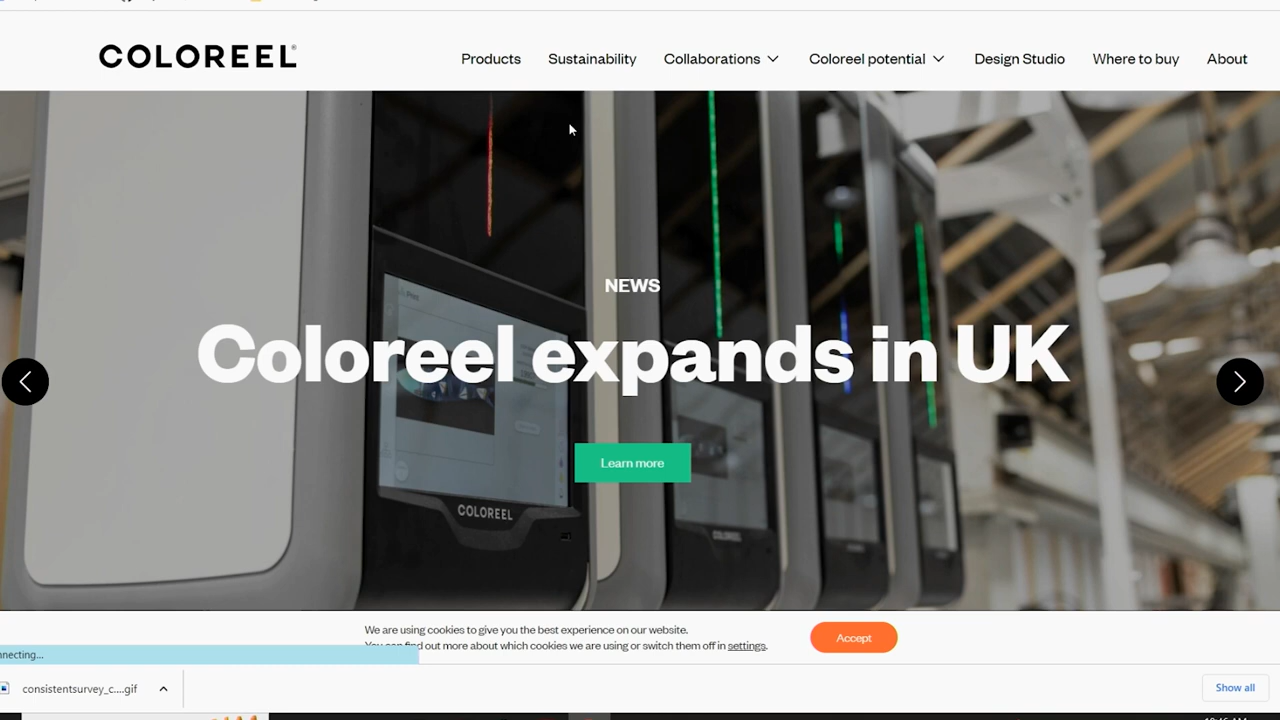 COLOREEL®
Products Sustainability Collaborations Coloreel potential Design Studio Where to buy About
NEWS
Coloreel expands in UK
Learn more
COLOREEL
COLOREEL
We are using cookies to give you the best experience on our website.
You can find out more about which cookies we are using or switch them off in settings.
Accept
consistentsurvey_c....gif
Show all